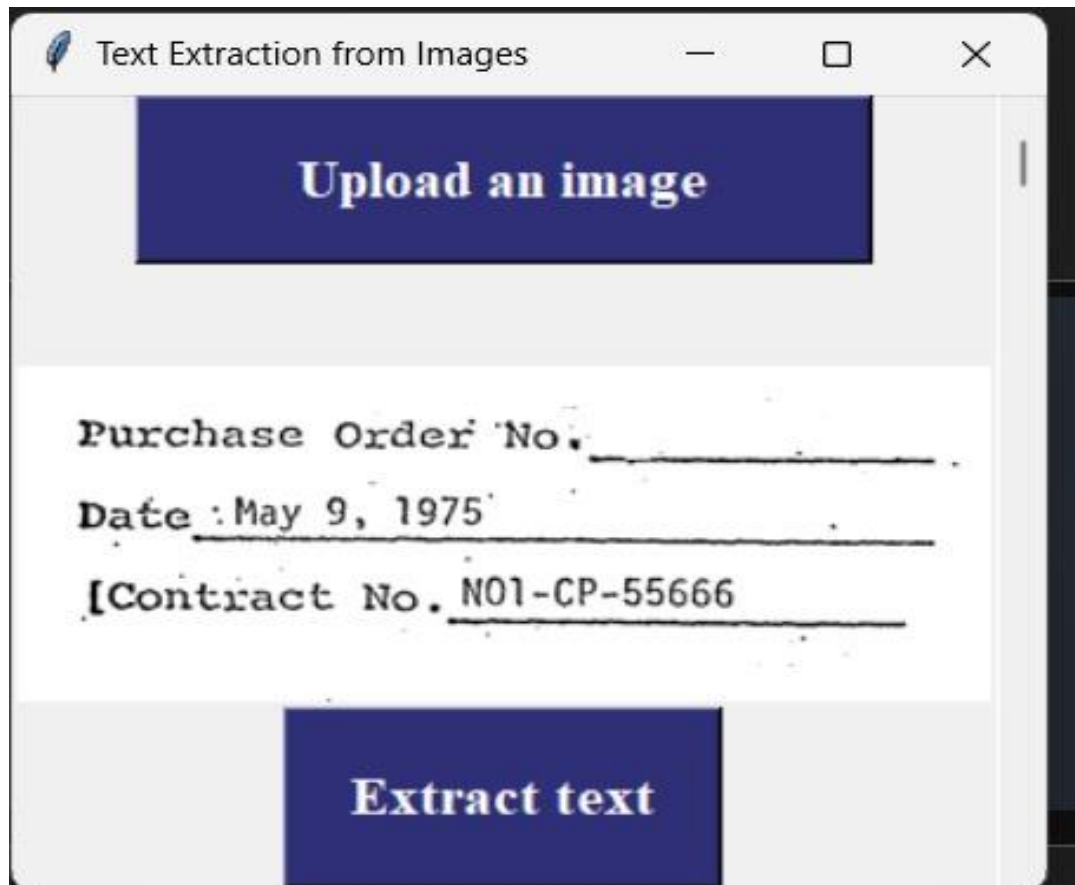 Text Extraction from Images
Upload an image
Purchase Order No.
Date : May 9, 1975
[Contract No. NO1-CP-55666
Extract text